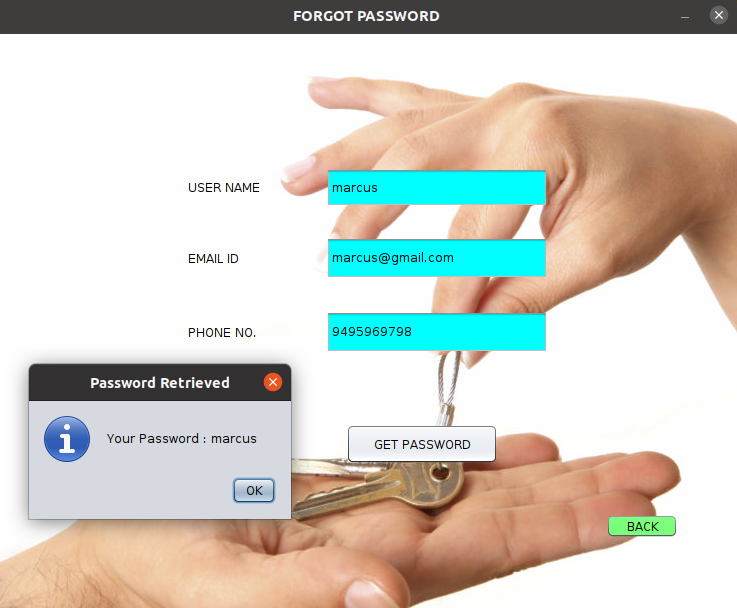 FORGOT PASSWORD
USER NAME
marcus
EMAIL ID
marcus@gmail.com
PHONE NO.
9495969798
Password Retrieved
Your Password : marcus
OK
GET PASSWORD
BACK